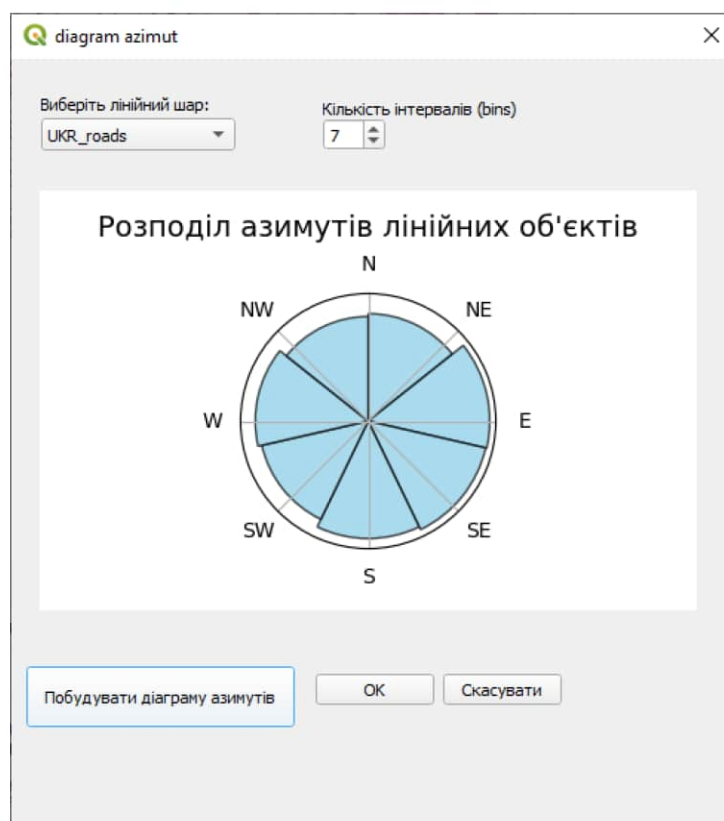 diagram azimut
Виберіть лінійний шар:
Кількість інтервалів (bins)
UKR_roads
7
Розподіл азимутів лінійних об'єктів
N
NW
NE
W
E
SW
SE
S
Побудувати діаграму азимутів
OK
Скасувати